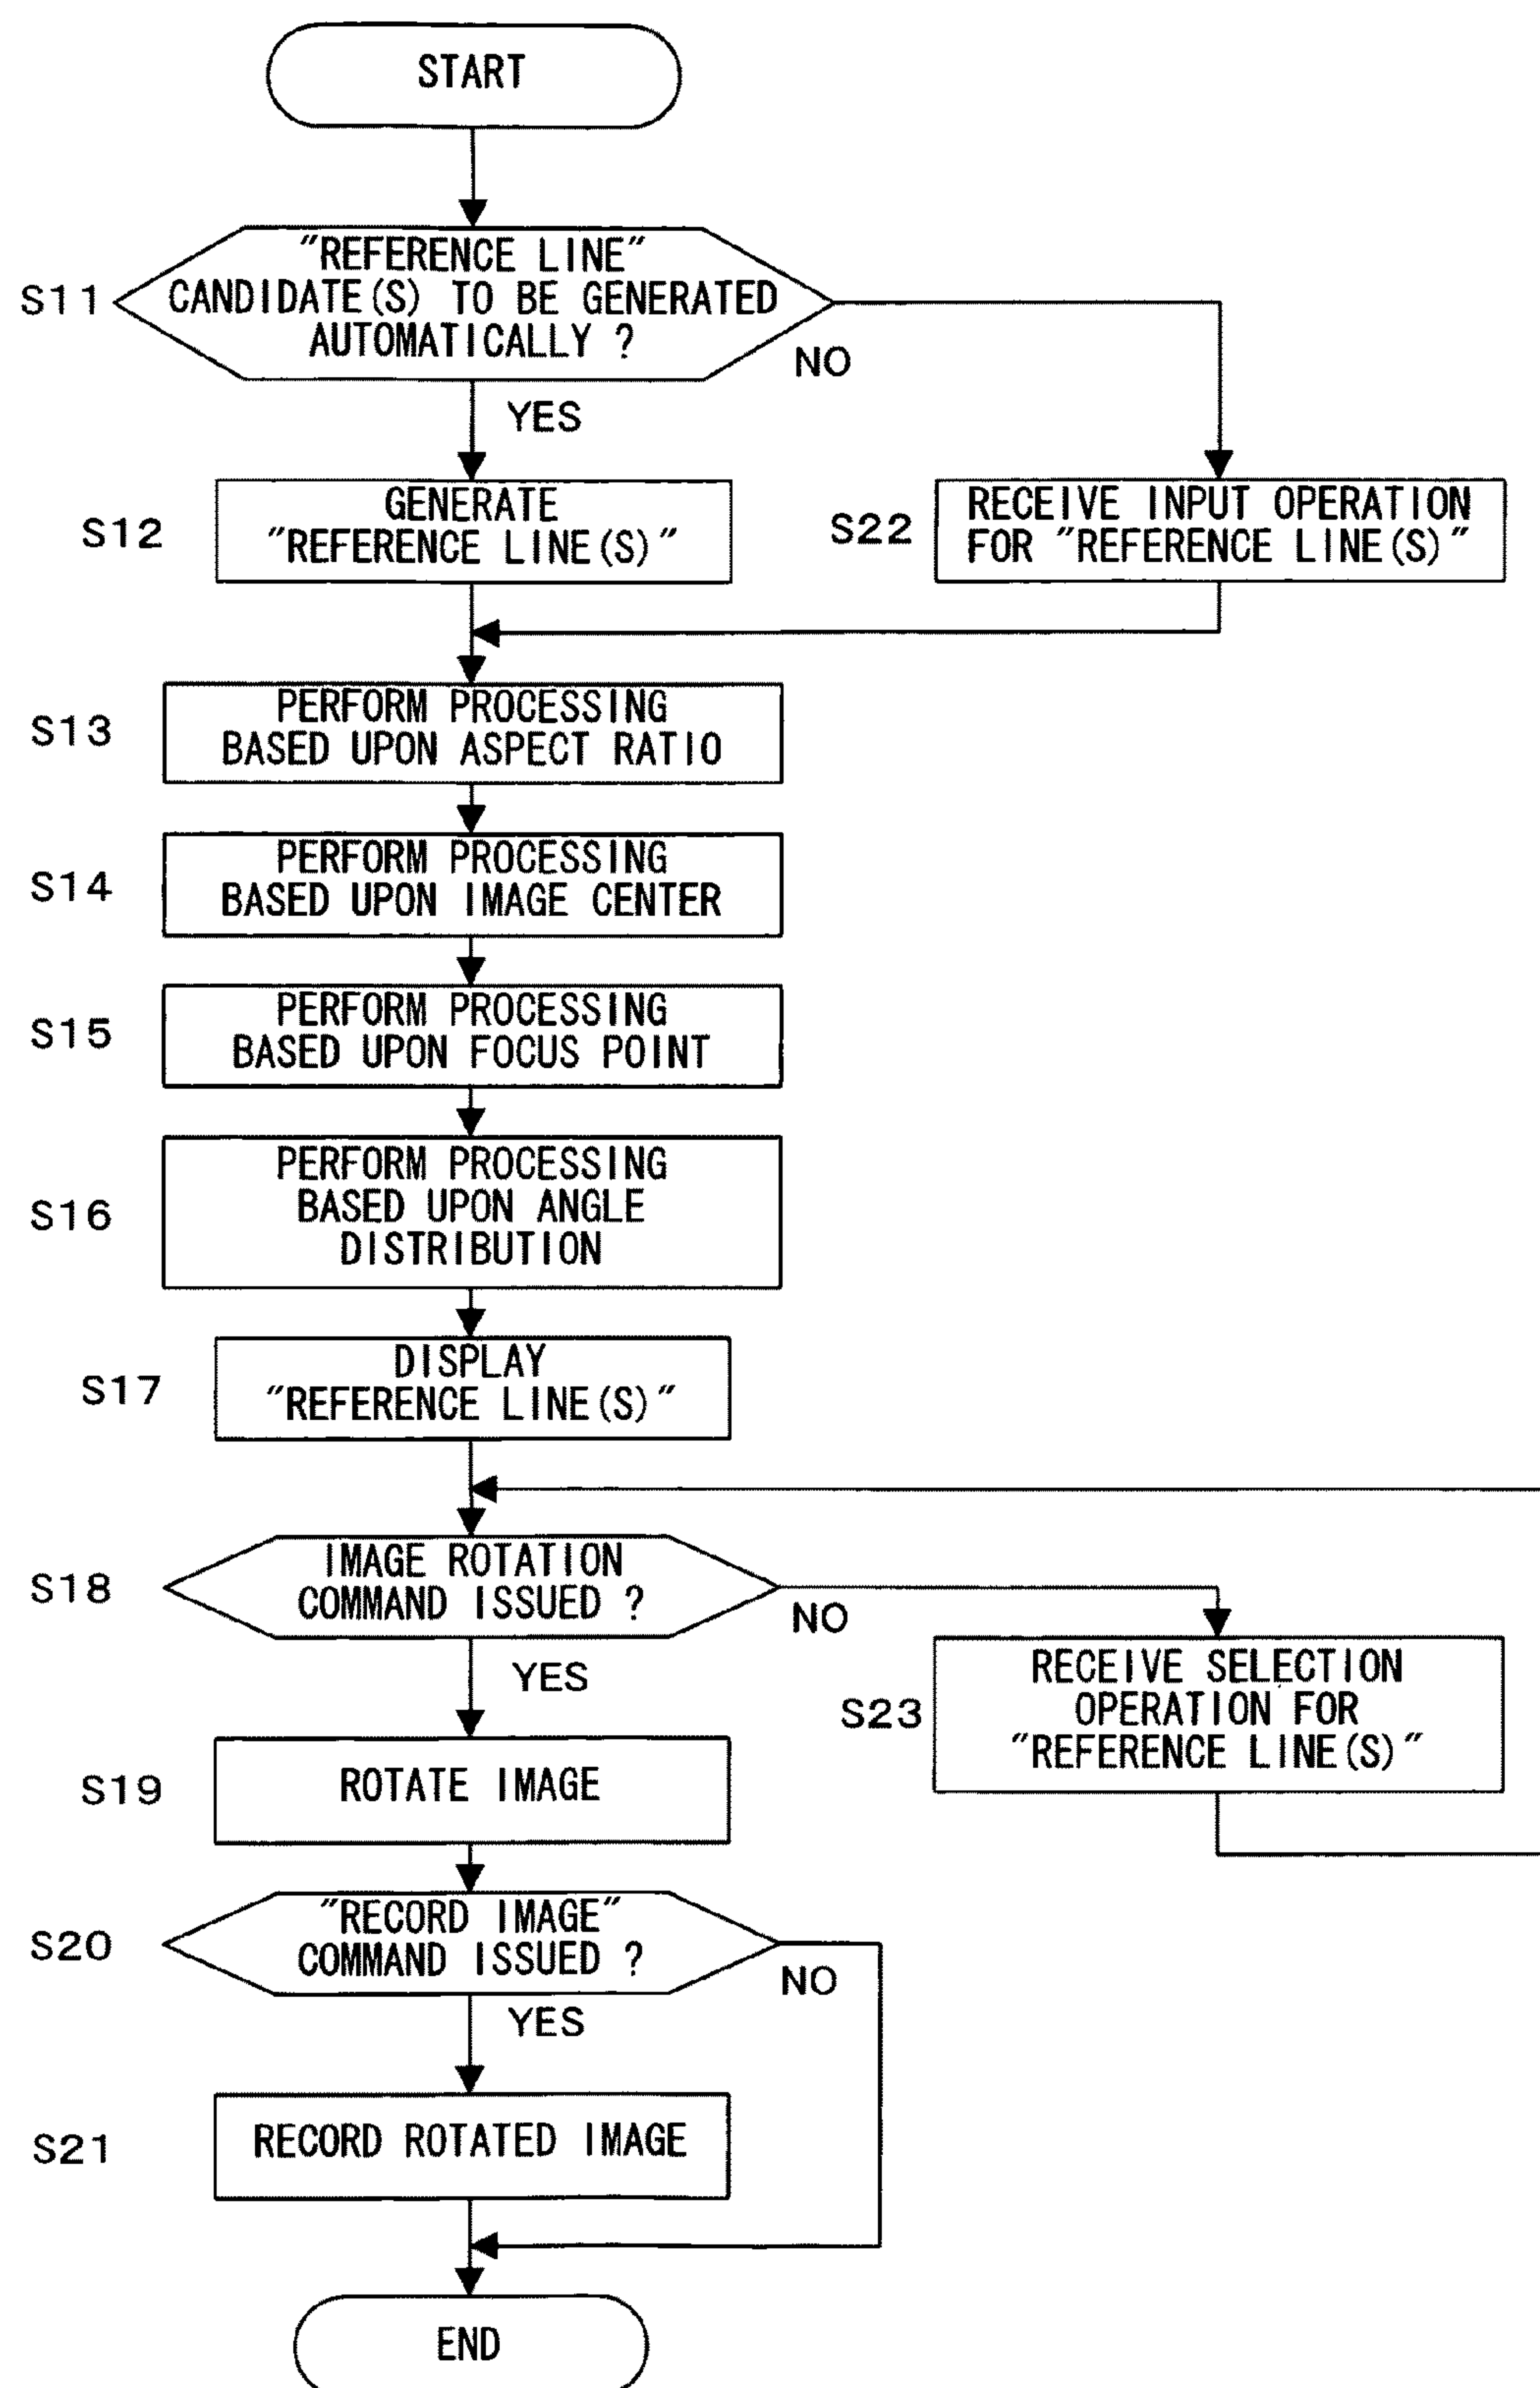 START
S11
"REFERENCE LINE"
CANDIDATE(S) TO BE GENERATED
AUTOMATICALLY ?
NO
YES
S12
GENERATE
"REFERENCE LINE(S)"
S22
RECEIVE INPUT OPERATION
FOR "REFERENCE LINE(S)"
S13
PERFORM PROCESSING
BASED UPON ASPECT RATIO
S14
PERFORM PROCESSING
BASED UPON IMAGE CENTER
S15
PERFORM PROCESSING
BASED UPON FOCUS POINT
S16
PERFORM PROCESSING
BASED UPON ANGLE
DISTRIBUTION
S17
DISPLAY
"REFERENCE LINE(S)"
S18
IMAGE ROTATION
COMMAND ISSUED ?
NO
YES
S23
RECEIVE SELECTION
OPERATION FOR
"REFERENCE LINE(S)"
S19
ROTATE IMAGE
S20
"RECORD IMAGE"
COMMAND ISSUED ?
NO
YES
S21
RECORD ROTATED IMAGE
END